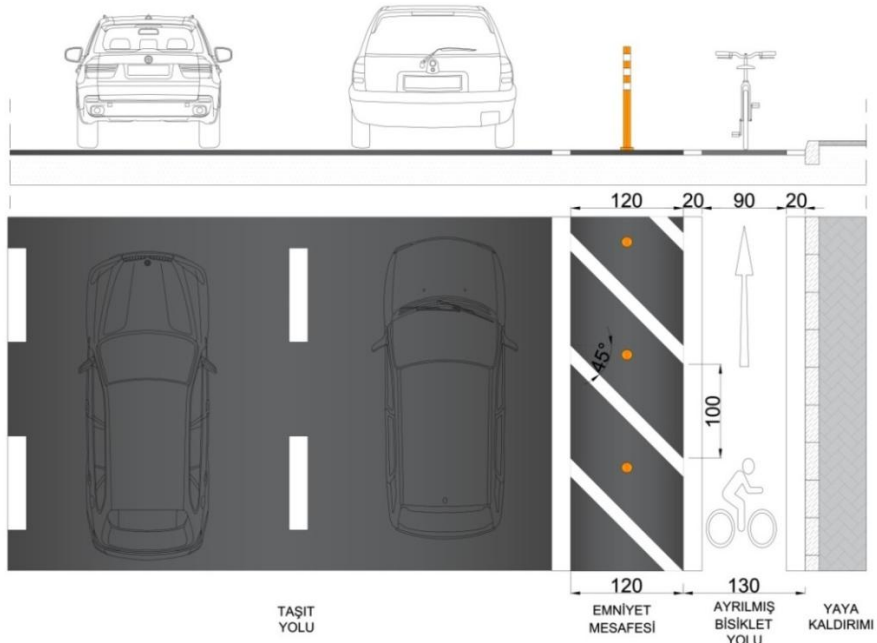 120 20 90 20
45°
100
120 130
TAŞIT
YOLU
EMNİYET
MESAFESİ
AYRILMIŞ
BİSİKLET
YOLU
YAYA
KALDIRIMI